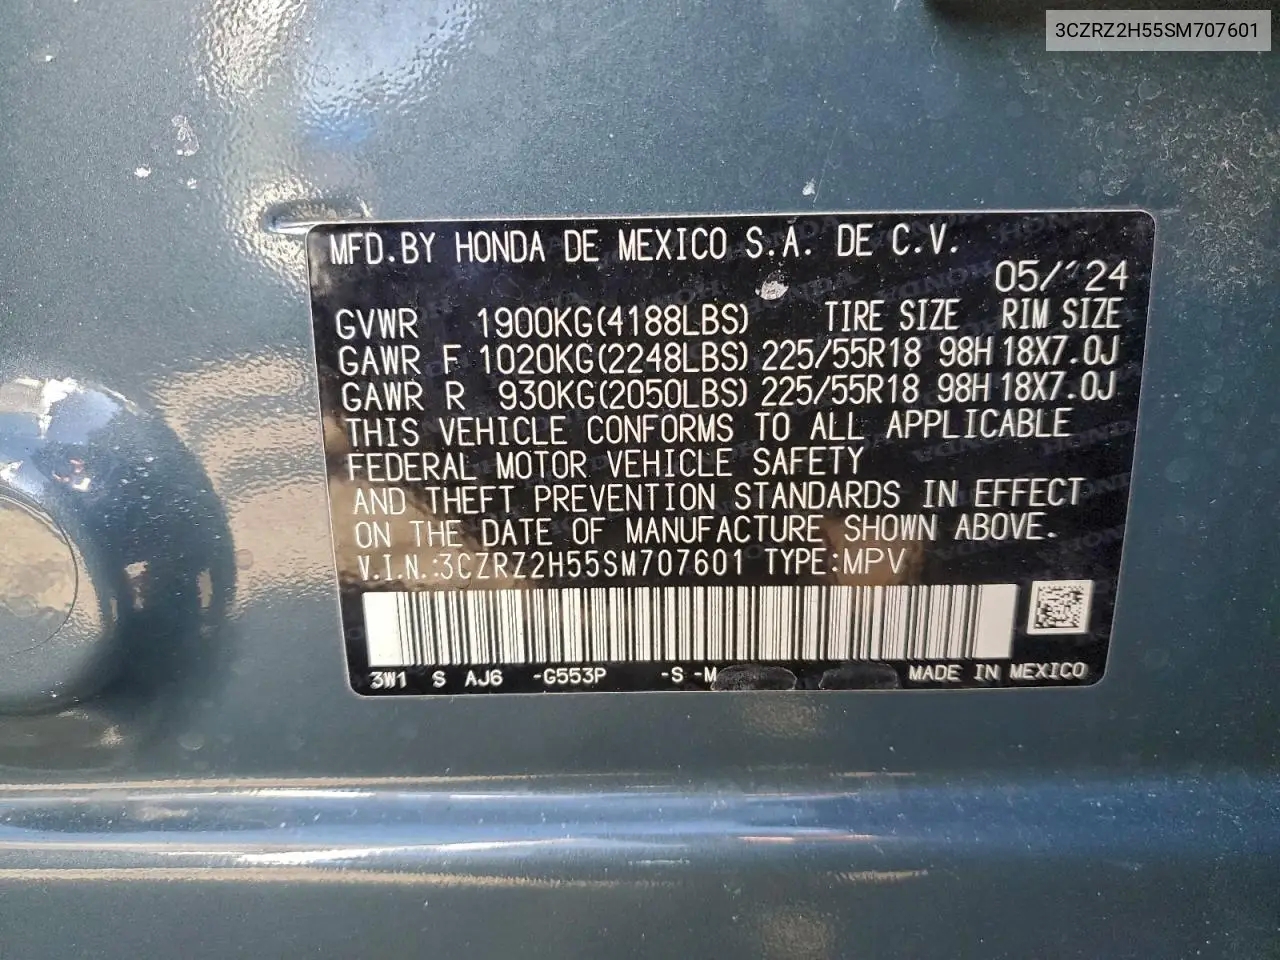 3CZRZ2H55SM707601
MFD.BY HONDA DE MEXICO S.A. DE C.V.
05/'24
GVWR 1900KG(4188LBS) TIRE SIZE RIM SIZE
GAWR F 1020KG(2248LBS) 225/55R18 98H 18X7.0J
GAWR R 930KG(2050LBS) 225/55R18 98H 18X7.0J
THIS VEHICLE CONFORMS TO ALL APPLICABLE
FEDERAL MOTOR VEHICLE SAFETY
AND THEFT PREVENTION STANDARDS IN EFFECT
ON THE DATE OF MANUFACTURE SHOWN ABOVE.
V.I.N.:3CZRZ2H55SM707601 TYPE:MPV
3W1 S AJ6 -G553P -S -M MADE IN MEXICO